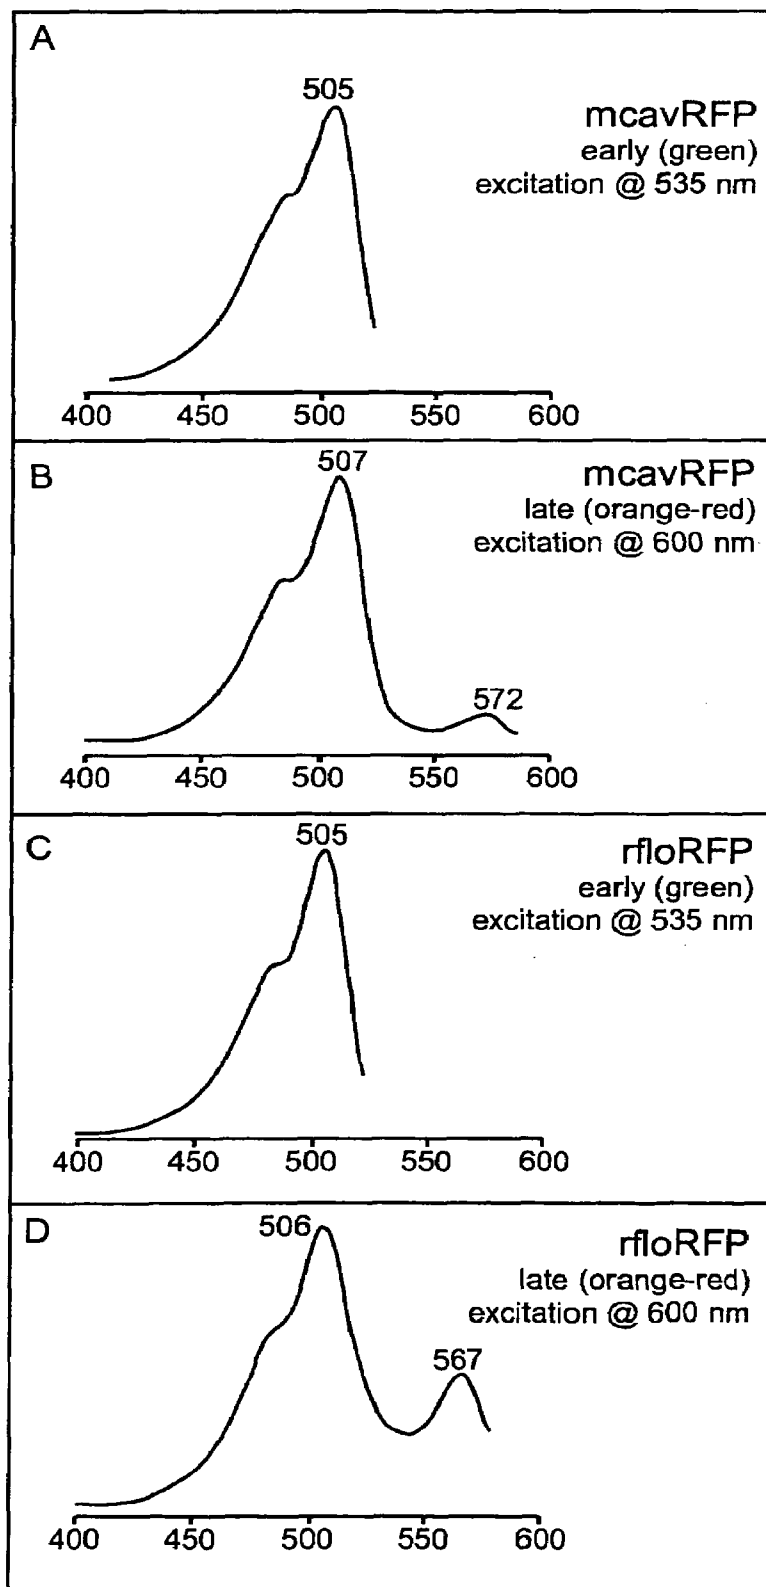 A
505
mcavRFP
early (green)
excitation @ 535 nm
400 450 500 550 600
B
507
mcavRFP
late (orange-red)
excitation @ 600 nm
572
400 450 500 550 600
C
505
rfloRFP
early (green)
excitation @ 535 nm
400 450 500 550 600
D
506
rfloRFP
late (orange-red)
excitation @ 600 nm
567
400 450 500 550 600